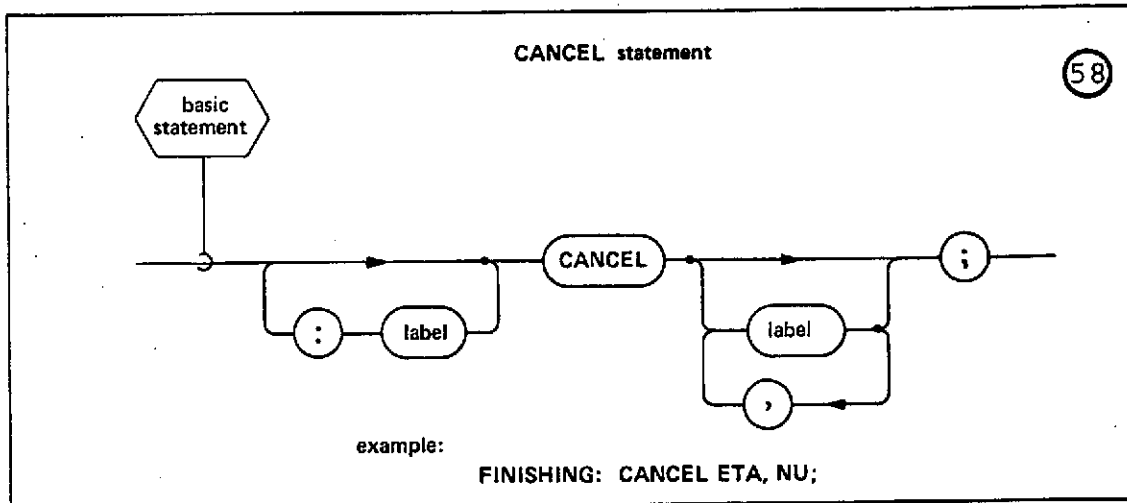 CANCEL statement
58
basic
statement
CANCEL
;
: label
label
,
example:
FINISHING: CANCEL ETA, NU;